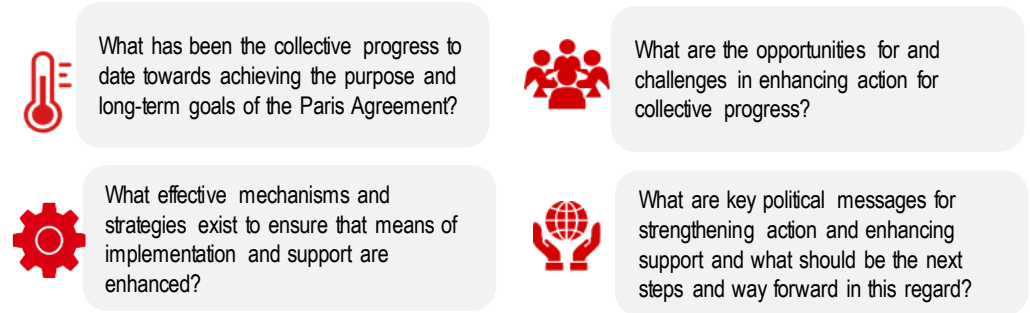 What has been the collective progress to
date towards achieving the purpose and
long-term goals of the Paris Agreement?
What are the opportunities for and
challenges in enhancing action for
collective progress?
What effective mechanisms and
strategies exist to ensure that means of
implementation and support are
enhanced?
What are key political messages for
strengthening action and enhancing
support and what should be the next
steps and way forward in this regard?